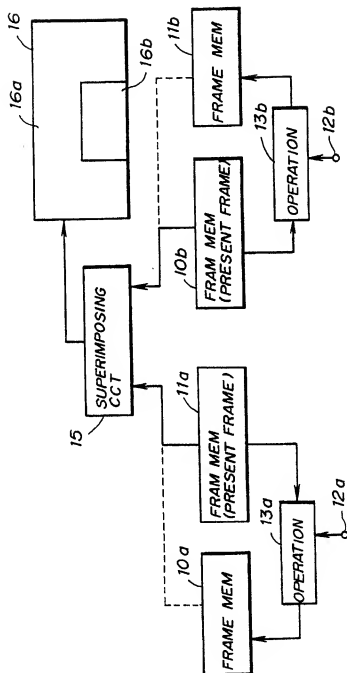 16
16a
16b
11b
FRAME MEM
13b
OPERATION
12b
FRAM MEM
(PRESENT FRAME)
10b
SUPERIMPOSING
CCT
15
11a
FRAM MEM
(PRESENT FRAME)
13a
OPERATION
12a
10a
FRAME MEM